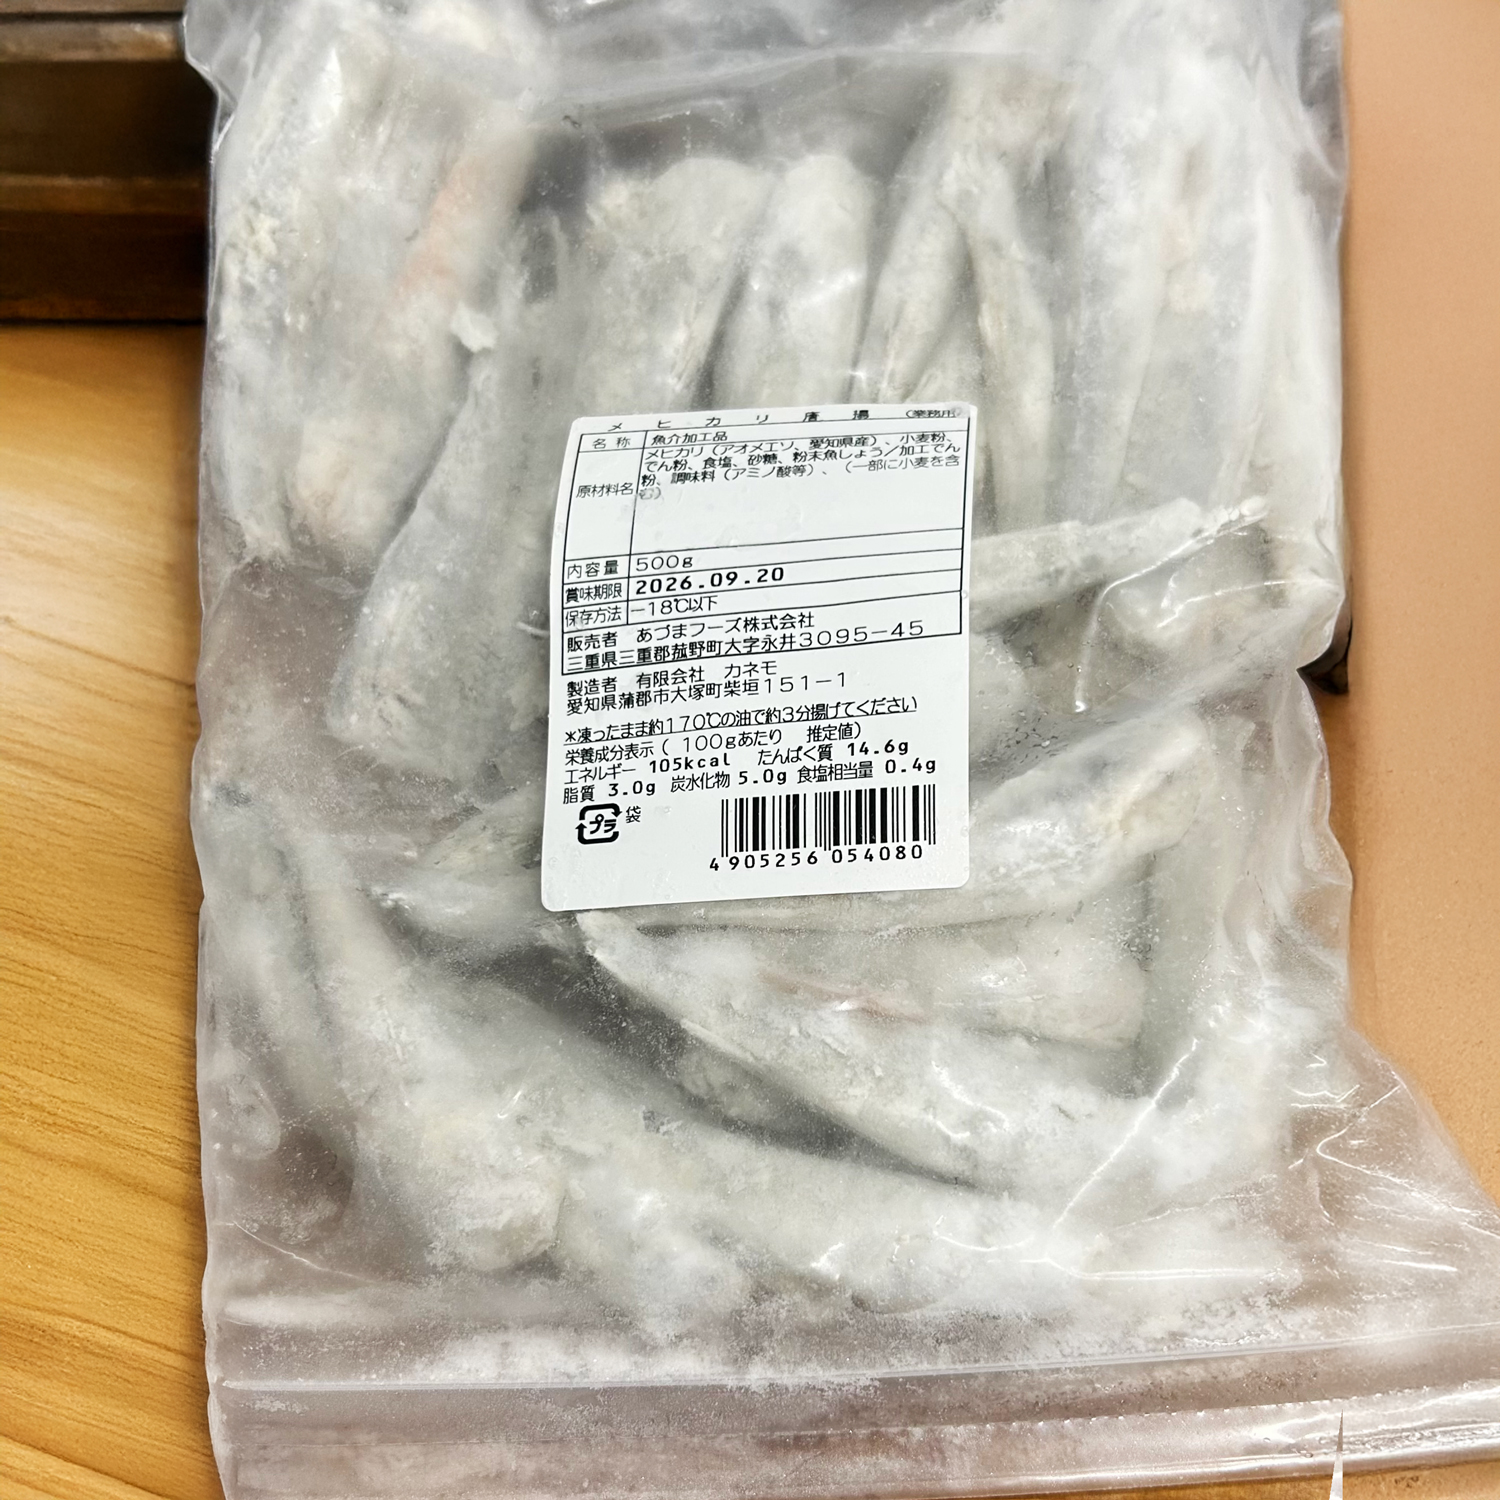 メヒカリ唐揚 (業務用)
名称 魚介加工品
原材料名 メヒカリ(アオメエソ、愛知県産)、小麦粉、
でん粉、食塩、砂糖、粉末魚しょう/加工でん
粉、調味料(アミノ酸等)、(一部に小麦を含
む)
内容量 500g
賞味期限 2026.09.20
保存方法 -18℃以下
販売者 あづまフーズ株式会社
三重県三重郡菰野町大字永井3095-45
製造者 有限会社 カネモ
愛知県蒲郡市大塚町柴垣151-1
*凍ったまま約170℃の油で約3分揚げてください
栄養成分表示(100gあたり 推定値)
エネルギー 105kcal たんぱく質 14.6g
脂質 3.0g 炭水化物 5.0g 食塩相当量 0.4g
プラ 袋
4905256 054080